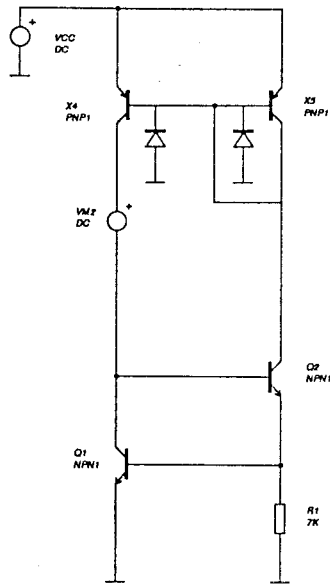 +
VCC
DC
X4
PNP1
X5
PNP1
VM2
DC
+
Q2
NPN1
Q1
NPN1
R1
7K